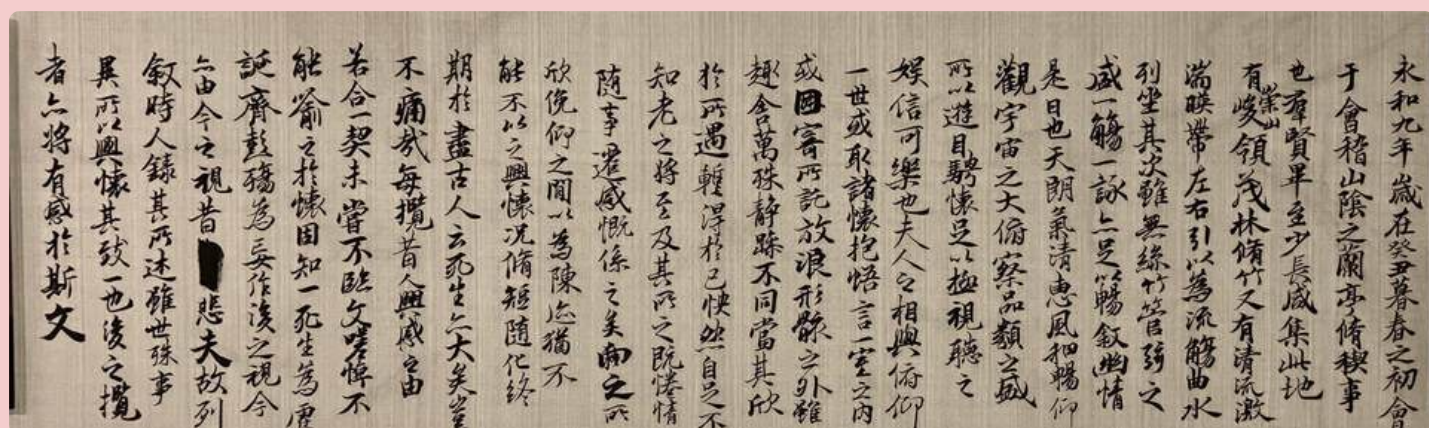 永和九年歲在癸丑暮春之初會
于會稽山陰之蘭亭脩稧事
也羣賢畢至少長咸集此地
有崇山峻領茂林脩竹又有清流激
湍暎帶左右引以為流觴曲水
列坐其次雖無絲竹管弦之
盛一觴一詠亦足以暢敘幽情
是日也天朗氣清惠風和暢仰
觀宇宙之大俯察品類之盛
所以遊目騁懷足以極視聽之
娛信可樂也夫人之相與俯仰
一世或取諸懷抱悟言一室之內
或因寄所託放浪形骸之外雖
趣舍萬殊靜躁不同當其欣
於所遇暫得於己怏然自足不
知老之將至及其所之既惓情
隨事遷感慨係之矣向之所
欣俛仰之閒以為陳迹猶不
能不以之興懷況脩短隨化終
期於盡古人云死生亦大矣豈
不痛哉每攬昔人興感之由
若合一契未嘗不臨文嗟悼不
能喻之於懷固知一死生為虛
誕齊彭殤為妄作後之視今
亦由今之視昔悲夫故列
敘時人錄其所述雖世殊事
異所以興懷其致一也後之攬
者亦將有感於斯文